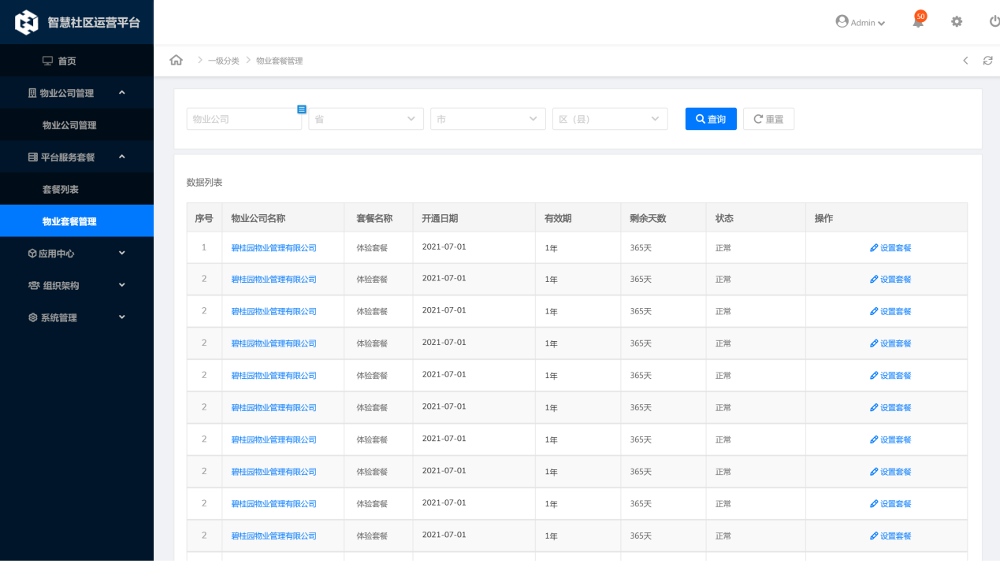 智慧社区运营平台
Admin
50
首页
一级分类 物业套餐管理
物业公司管理
物业公司管理
平台服务套餐
套餐列表
物业套餐管理
应用中心
组织架构
系统管理
物业公司 省 市 区（县） 查询 重置
数据列表
序号 物业公司名称 套餐名称 开通日期 有效期 剩余天数 状态 操作
1 碧桂园物业管理有限公司 体验套餐 2021-07-01 1年 365天 正常 设置套餐
2 碧桂园物业管理有限公司 体验套餐 2021-07-01 1年 365天 正常 设置套餐
2 碧桂园物业管理有限公司 体验套餐 2021-07-01 1年 365天 正常 设置套餐
2 碧桂园物业管理有限公司 体验套餐 2021-07-01 1年 365天 正常 设置套餐
2 碧桂园物业管理有限公司 体验套餐 2021-07-01 1年 365天 正常 设置套餐
2 碧桂园物业管理有限公司 体验套餐 2021-07-01 1年 365天 正常 设置套餐
2 碧桂园物业管理有限公司 体验套餐 2021-07-01 1年 365天 正常 设置套餐
2 碧桂园物业管理有限公司 体验套餐 2021-07-01 1年 365天 正常 设置套餐
2 碧桂园物业管理有限公司 体验套餐 2021-07-01 1年 365天 正常 设置套餐
2 碧桂园物业管理有限公司 体验套餐 2021-07-01 1年 365天 正常 设置套餐